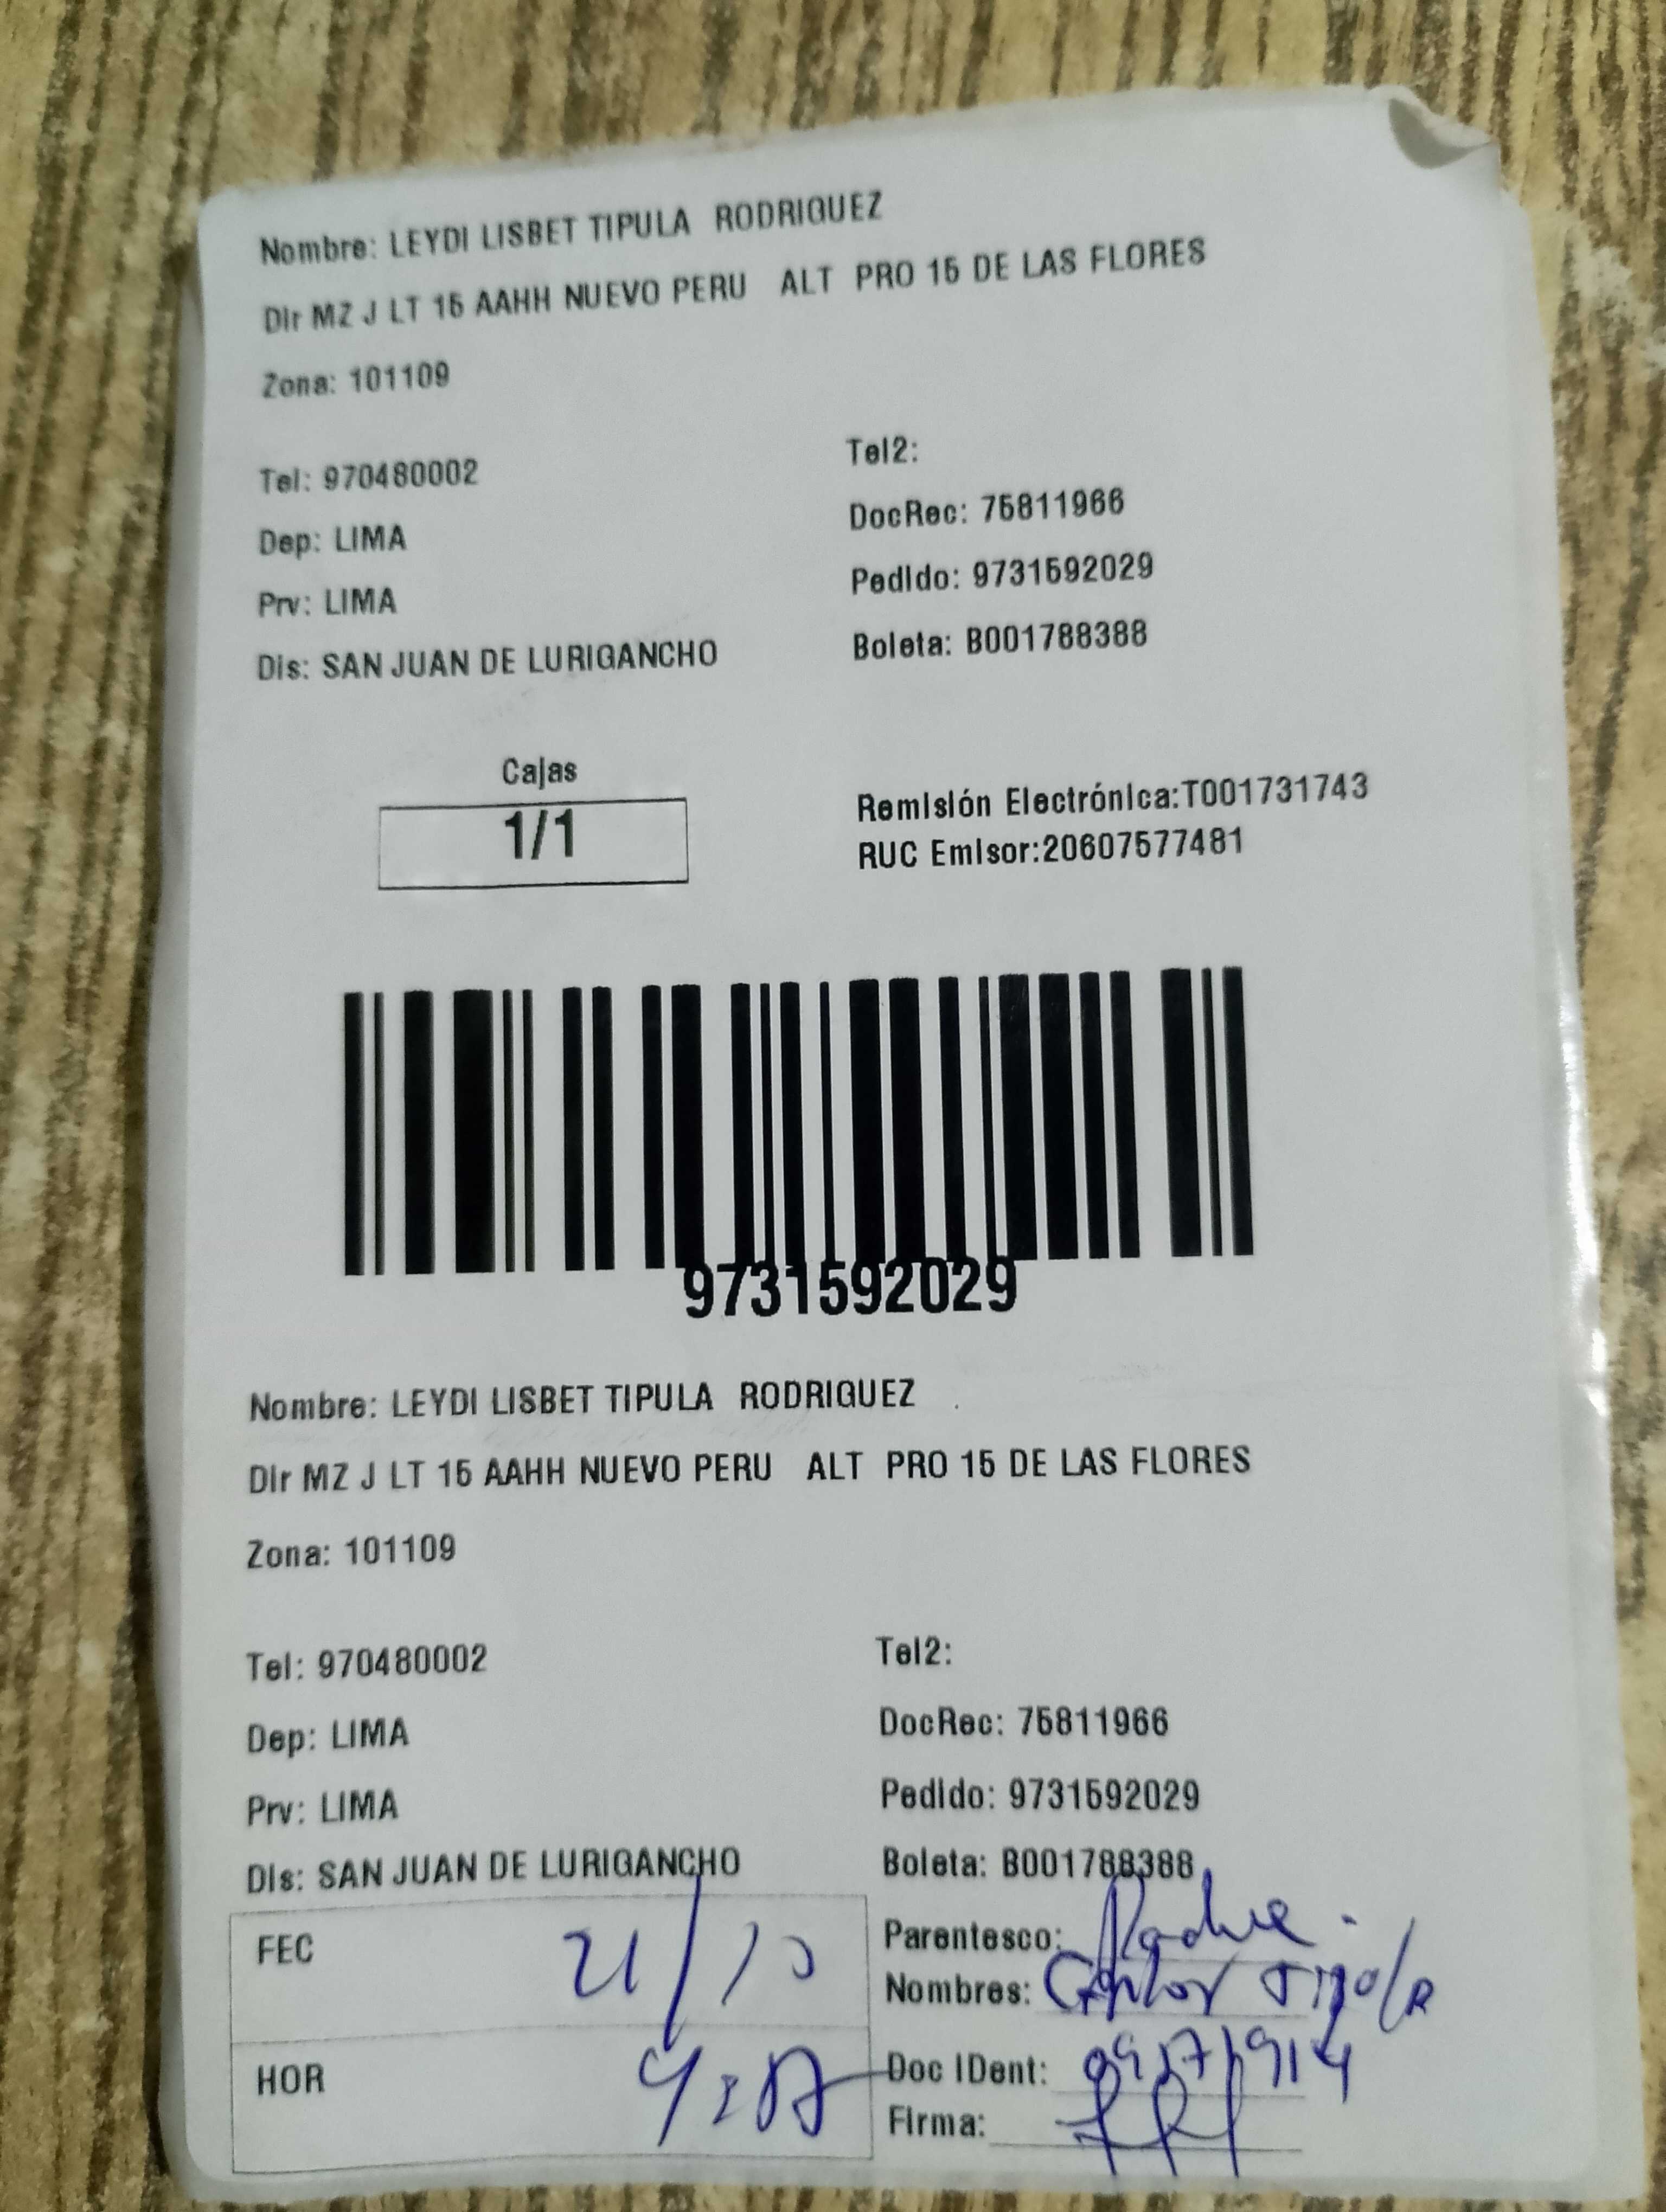 Nombre: LEYDI LISBET TIPULA RODRIGUEZ
Dir MZ J LT 15 AAHH NUEVO PERU ALT PRO 15 DE LAS FLORES
Zona: 101109
Tel: 970480002
Tel2:
Dep: LIMA
DocRec: 75811966
Prv: LIMA
Pedido: 9731592029
Dis: SAN JUAN DE LURIGANCHO
Boleta: B001788388
Cajas
1/1
Remisión Electrónica:T001731743
RUC Emisor:20607577481
9731592029
Nombre: LEYDI LISBET TIPULA RODRIGUEZ
Dir MZ J LT 15 AAHH NUEVO PERU ALT PRO 15 DE LAS FLORES
Zona: 101109
Tel: 970480002
Tel2:
Dep: LIMA
DocRec: 75811966
Prv: LIMA
Pedido: 9731592029
Dis: SAN JUAN DE LURIGANCHO
Boleta: B001788388
FEC 21/10
Parentesco: Padre.
Nombres: Tipula
HOR
Doc IDent:
Firma: